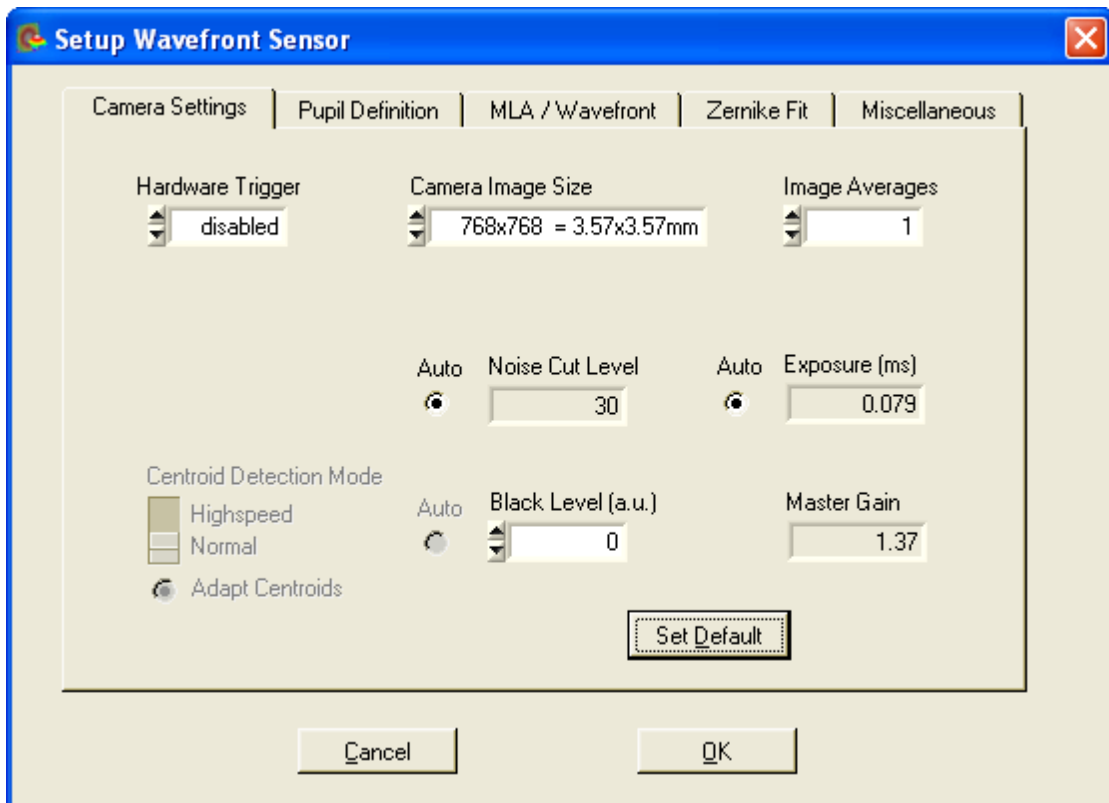 Setup Wavefront Sensor
Camera Settings
Pupil Definition
MLA / Wavefront
Zernike Fit
Miscellaneous
Hardware Trigger
disabled
Camera Image Size
768x768 = 3.57x3.57mm
Image Averages
1
Auto
Noise Cut Level
30
Auto
Exposure (ms)
0.079
Centroid Detection Mode
Highspeed
Normal
Adapt Centroids
Auto
Black Level (a.u.)
0
Master Gain
1.37
Set Default
Cancel
OK